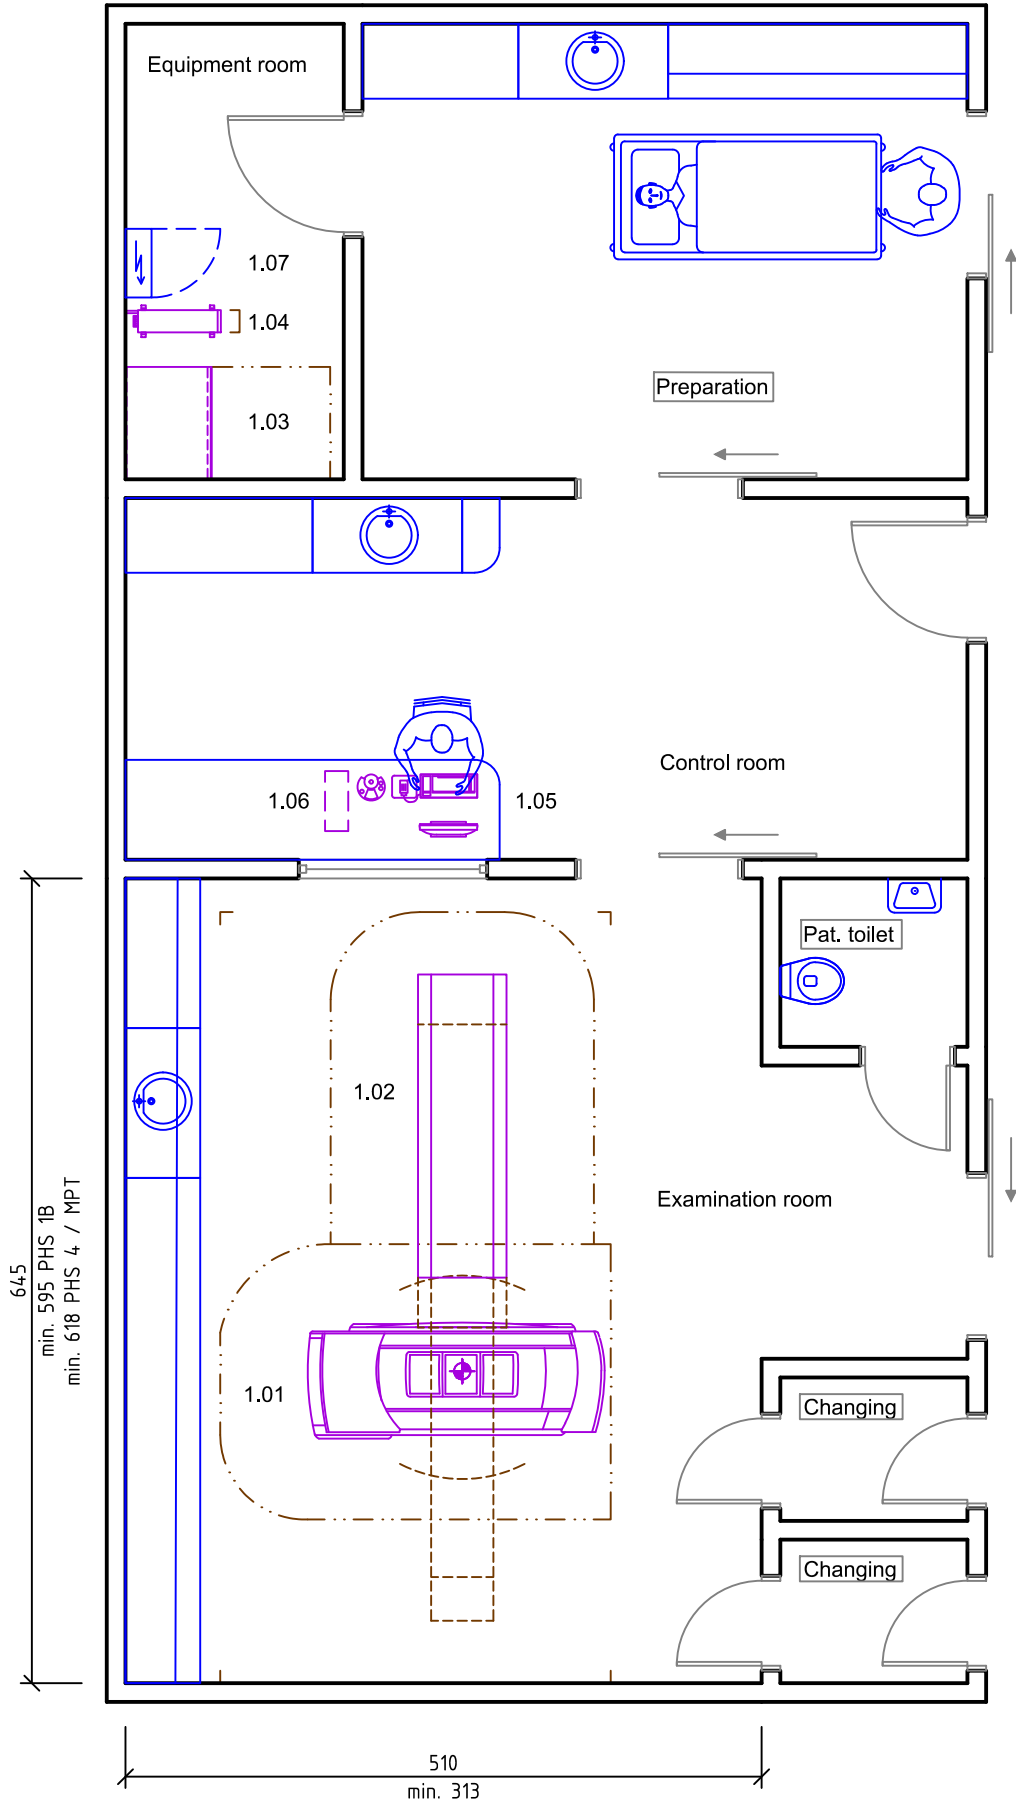 Equipment room
1.07
1.04
Preparation
1.03
Control room
1.06
1.05
Pat. toilet
1.02
Examination room
645
min. 595 PHS 1B
min. 618 PHS 4 / MPT
1.01
Changing
Changing
510
min. 313